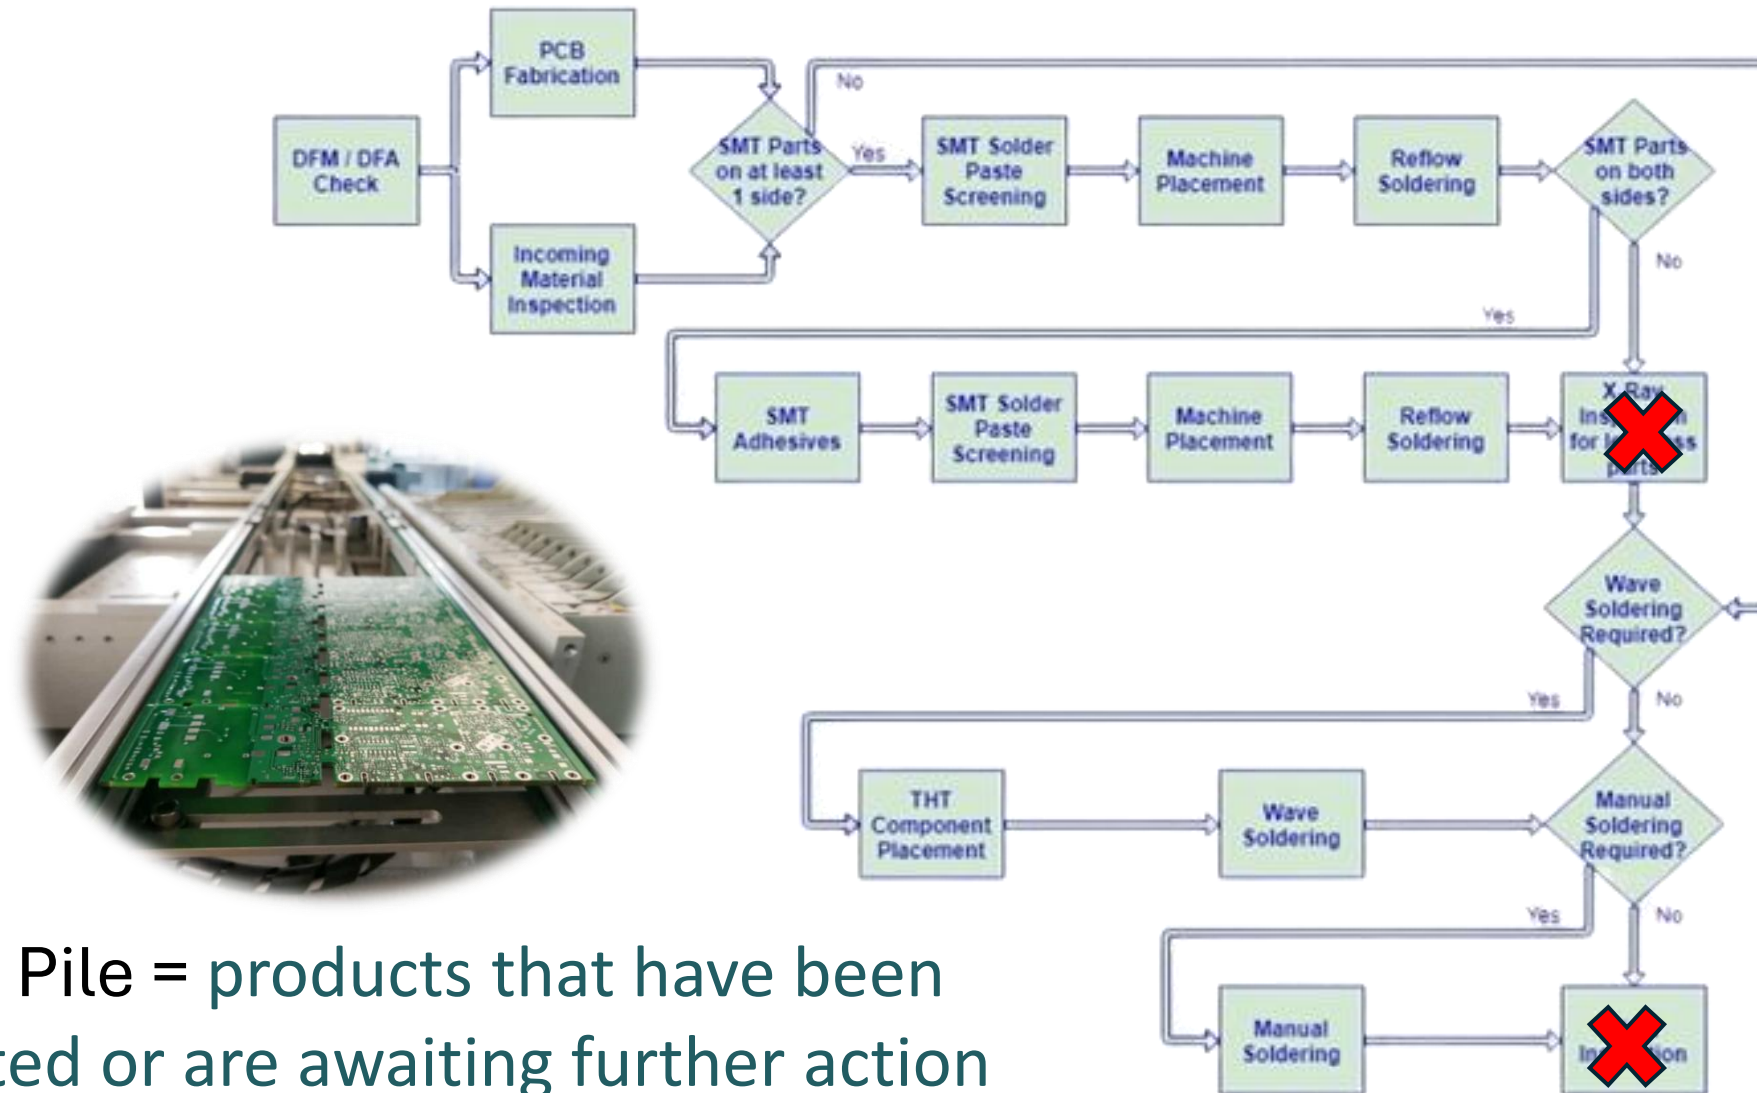 PCB
Fabrication
No
DFM / DFA
Check
SMT Parts
on at least
1 side?
Yes
SMT Solder
Paste
Screening
Machine
Placement
Reflow
Soldering
SMT Parts
on both
sides?
Incoming
Material
Inspection
No
Yes
SMT
Adhesives
SMT Solder
Paste
Screening
Machine
Placement
Reflow
Soldering
X-Ray
for
Wave
Soldering
Required?
Yes
No
THT
Component
Placement
Wave
Soldering
Manual
Soldering
Required?
Yes
No
Manual
Soldering
Pile = products that have been
ted or are awaiting further action